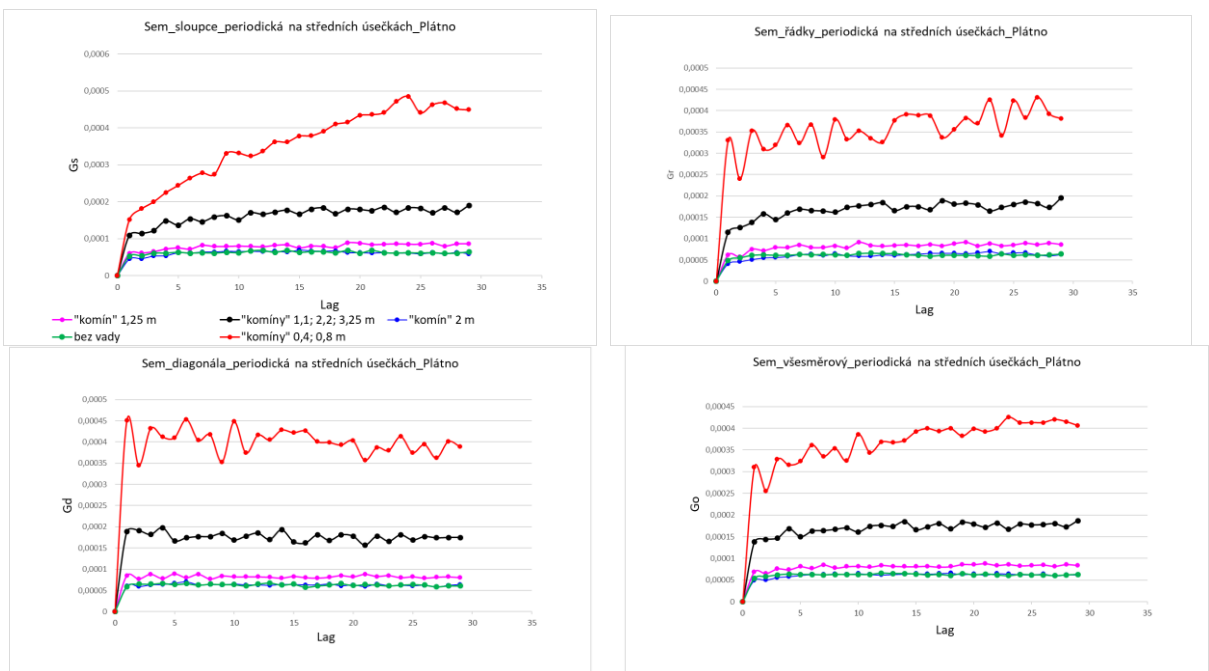 Sem_sloupce_periodická na středních úsečkách_Plátno
0,0006
0,0005
0,0004
0,0003
0,0002
0,0001
0
Gs
0 5 10 15 20 25 30 35
Lag
"komín" 1,25 m "komíny" 1,1; 2,2; 3,25 m "komín" 2 m
bez vady "komíny" 0,4; 0,8 m
Sem_řádky_periodická na středních úsečkách_Plátno
0,0005
0,00045
0,0004
0,00035
0,0003
0,00025
0,0002
0,00015
0,0001
0,00005
0
Gr
0 5 10 15 20 25 30 35
Lag
Sem_diagonála_periodická na středních úsečkách_Plátno
0,0005
0,00045
0,0004
0,00035
0,0003
0,00025
0,0002
0,00015
0,0001
0,00005
0
Gd
0 5 10 15 20 25 30 35
Lag
Sem_všesměrový_periodická na středních úsečkách_Plátno
0,00045
0,0004
0,00035
0,0003
0,00025
0,0002
0,00015
0,0001
0,00005
0
Go
0 5 10 15 20 25 30 35
Lag